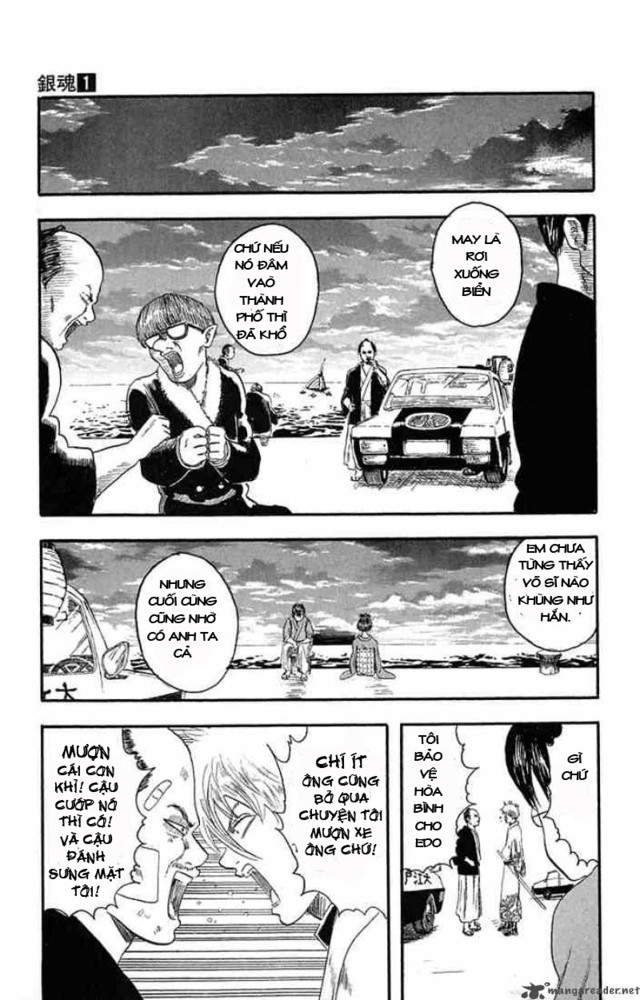 銀魂1
MAY LÀ
RƠI
XUỐNG
BIỂN
CHỨ NẾU
NÓ ĐÂM
VAÒ
THÀNH
PHỐ THÌ
ĐÃ KHỔ
EM CHƯA
TỪNG THẤY
VÕ SĨ NÀO
KHÙNG NHƯ
HẮN.
NHƯNG
CUỐI CÙNG
CŨNG NHỜ
CÓ ANH TA
CẢ
GÌ
CHỨ
TÔI
BẢO
VỆ
HÒA
BÌNH
CHO
EDO
CHÍ ÍT
ÔNG CŨNG
BỎ QUA
CHUYỆN TÔI
MƯỢN XE
ÔNG CHỨ!
MƯỢN
CÁI CON
KHỈ! CẬU
CƯỚP NÓ
THÌ CÓ!
VÀ CẬU
ĐÁNH
SƯNG MẶT
TÔI!
mangareader.net